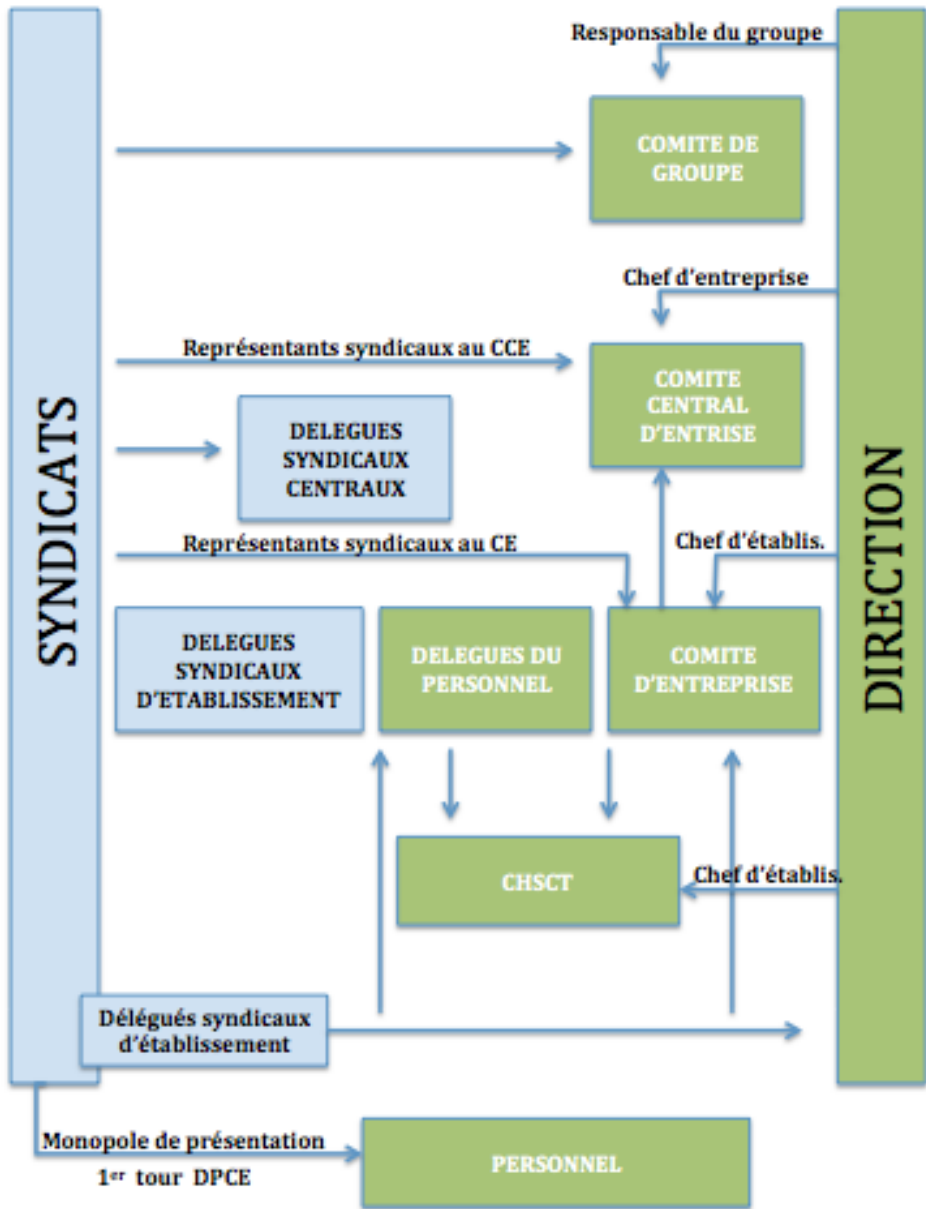 SYNDICATS
DIRECTION
Responsable du groupe
COMITE DE
GROUPE
Chef d'entreprise
Représentants syndicaux au CCE
COMITE
CENTRAL
D'ENTRISE
DELEGUES
SYNDICAUX
CENTRAUX
Représentants syndicaux au CE
Chef d'établis.
DELEGUES
SYNDICAUX
D'ETABLISSEMENT
DELEGUES DU
PERSONNEL
COMITE
D'ENTREPRISE
CHSCT
Chef d'établis.
Délégués syndicaux
d'établissement
Monopole de présentation
1er tour DPCE
PERSONNEL